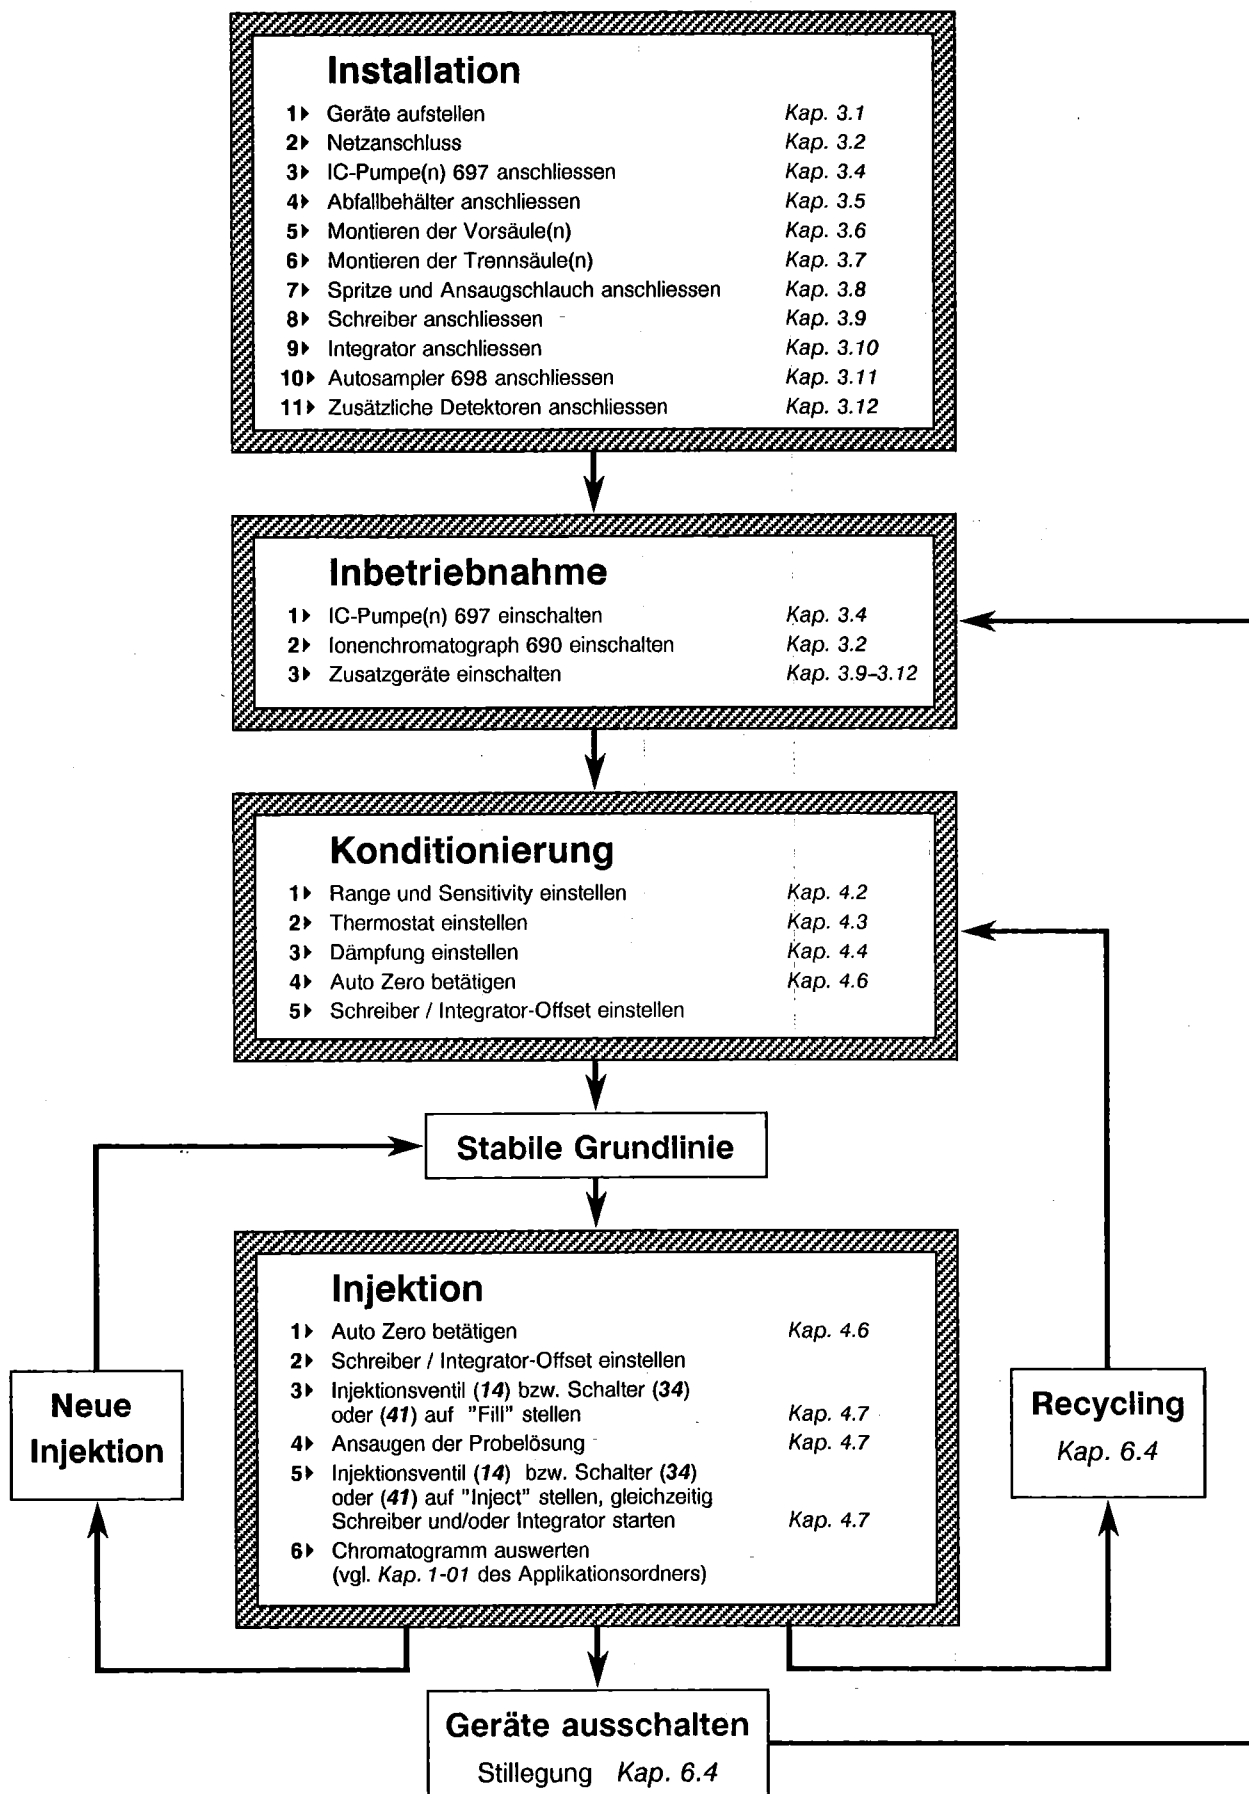 Installation
1▶ Geräte aufstellen Kap. 3.1
2▶ Netzanschluss Kap. 3.2
3▶ IC-Pumpe(n) 697 anschliessen Kap. 3.4
4▶ Abfallbehälter anschliessen Kap. 3.5
5▶ Montieren der Vorsäule(n) Kap. 3.6
6▶ Montieren der Trennsäule(n) Kap. 3.7
7▶ Spritze und Ansaugschlauch anschliessen Kap. 3.8
8▶ Schreiber anschliessen Kap. 3.9
9▶ Integrator anschliessen Kap. 3.10
10▶ Autosampler 698 anschliessen Kap. 3.11
11▶ Zusätzliche Detektoren anschliessen Kap. 3.12
Inbetriebnahme
1▶ IC-Pumpe(n) 697 einschalten Kap. 3.4
2▶ Ionenchromatograph 690 einschalten Kap. 3.2
3▶ Zusatzgeräte einschalten Kap. 3.9–3.12
Konditionierung
1▶ Range und Sensitivity einstellen Kap. 4.2
2▶ Thermostat einstellen Kap. 4.3
3▶ Dämpfung einstellen Kap. 4.4
4▶ Auto Zero betätigen Kap. 4.6
5▶ Schreiber / Integrator-Offset einstellen
Stabile Grundlinie
Injektion
1▶ Auto Zero betätigen Kap. 4.6
2▶ Schreiber / Integrator-Offset einstellen
3▶ Injektionsventil (14) bzw. Schalter (34)
oder (41) auf "Fill" stellen Kap. 4.7
4▶ Ansaugen der Probelösung Kap. 4.7
5▶ Injektionsventil (14) bzw. Schalter (34)
oder (41) auf "Inject" stellen, gleichzeitig
Schreiber und/oder Integrator starten Kap. 4.7
6▶ Chromatogramm auswerten
(vgl. Kap. 1-01 des Applikationsordners)
Neue
Injektion
Recycling
Kap. 6.4
Geräte ausschalten
Stillegung Kap. 6.4